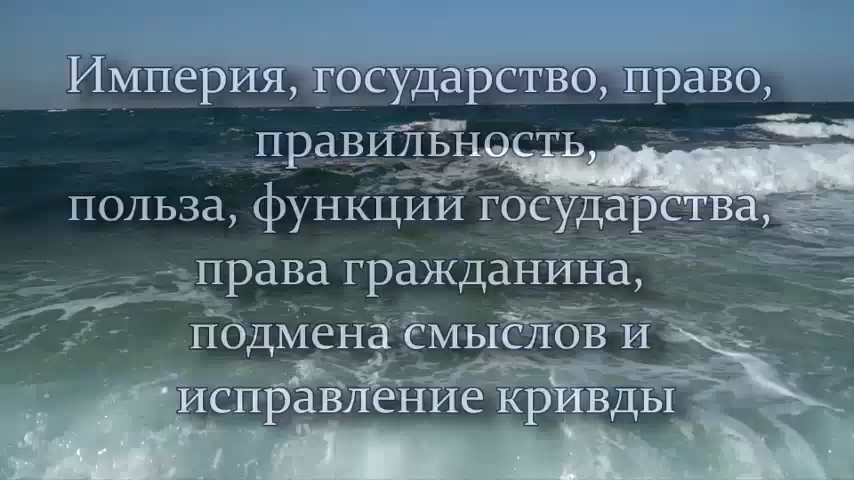 Империя, государство, право,
правильность,
польза, функции государства,
права гражданина,
подмена смыслов и
исправление кривды